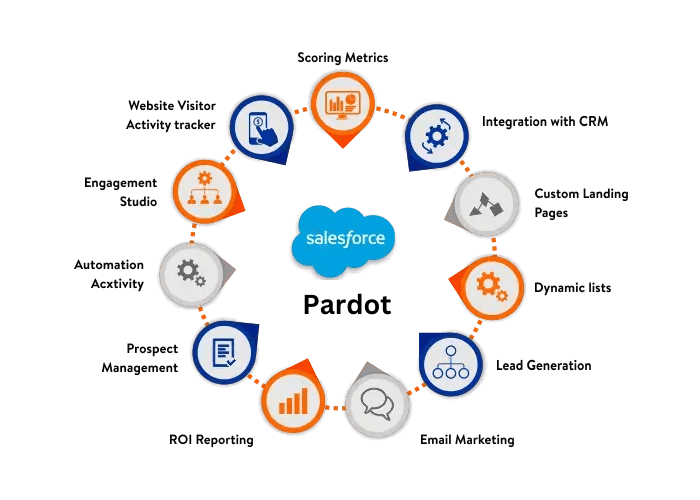 Scoring Metrics
Website Visitor
Activity tracker
Integration with CRM
Engagement
Studio
Custom Landing
Pages
salesforce
Automation
Acxtivity
Dynamic lists
Pardot
Prospect
Management
Lead Generation
ROI Reporting
Email Marketing